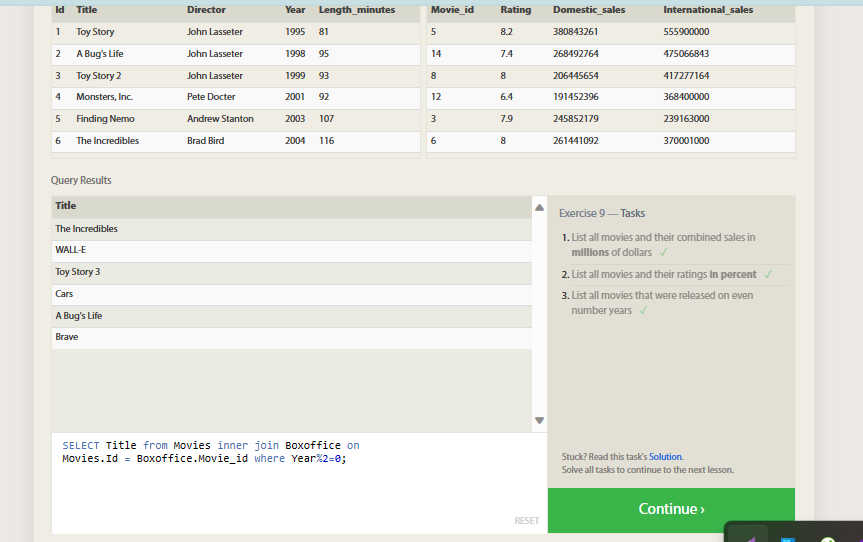 Id Title Director Year Length_minutes
1 Toy Story John Lasseter 1995 81
2 A Bug's Life John Lasseter 1998 95
3 Toy Story 2 John Lasseter 1999 93
4 Monsters, Inc. Pete Docter 2001 92
5 Finding Nemo Andrew Stanton 2003 107
6 The Incredibles Brad Bird 2004 116
Movie_id Rating Domestic_sales International_sales
5 8.2 380843261 555900000
14 7.4 268492764 475066843
8 8 206445654 417277164
12 6.4 191452396 368400000
3 7.9 245852179 239163000
6 8 261441092 370001000
Query Results
Title
The Incredibles
WALL-E
Toy Story 3
Cars
A Bug's Life
Brave
SELECT Title from Movies inner join Boxoffice on
Movies.Id = Boxoffice.Movie_id where Year%2=0;
RESET
Exercise 9 — Tasks
1. List all movies and their combined sales in
millions of dollars ✓
2. List all movies and their ratings in percent ✓
3. List all movies that were released on even
number years ✓
Stuck? Read this task's Solution.
Solve all tasks to continue to the next lesson.
Continue ›